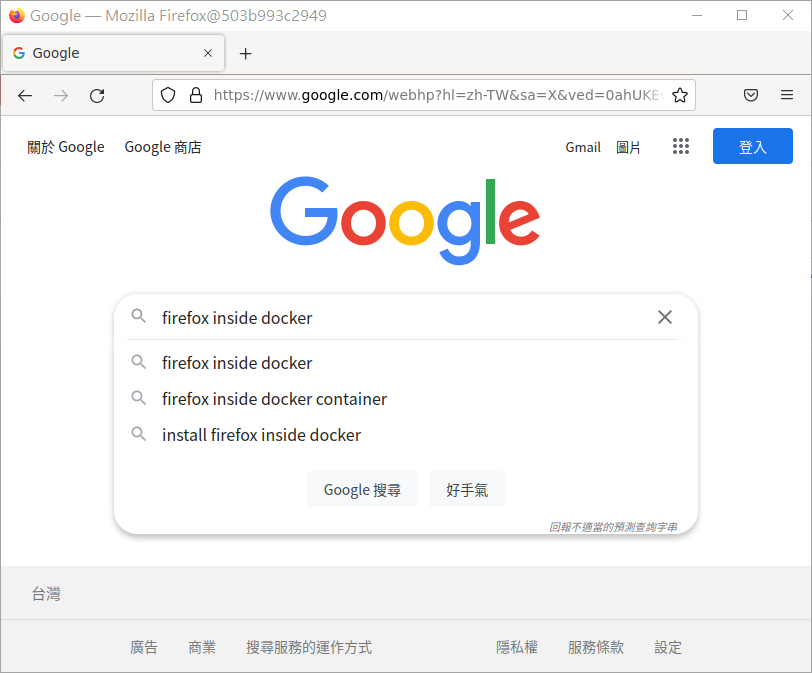 Google — Mozilla Firefox@503b993c2949
Google
https://www.google.com/webhp?hl=zh-TW&sa=X&ved=0ahUKEw
關於 Google Google 商店 Gmail 圖片 登入
Google
firefox inside docker
firefox inside docker
firefox inside docker container
install firefox inside docker
Google 搜尋 好手氣
回報不適當的預測查詢字串
台灣
廣告 商業 搜尋服務的運作方式 隱私權 服務條款 設定